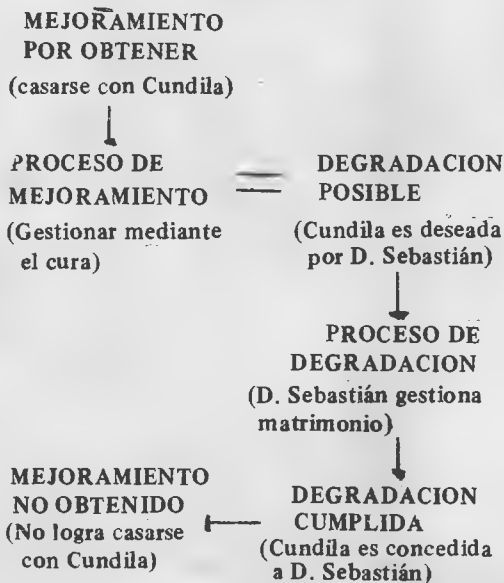 MEJORAMIENTO
POR OBTENER
(casarse con Cundila)
PROCESO DE
MEJORAMIENTO
(Gestionar mediante
el cura)
DEGRADACION
POSIBLE
(Cundila es deseada
por D. Sebastián)
PROCESO DE
DEGRADACION
(D. Sebastián gestiona
matrimonio)
MEJORAMIENTO
NO OBTENIDO
(No logra casarse
con Cundila)
DEGRADACION
CUMPLIDA
(Cundila es concedida
a D. Sebastián)